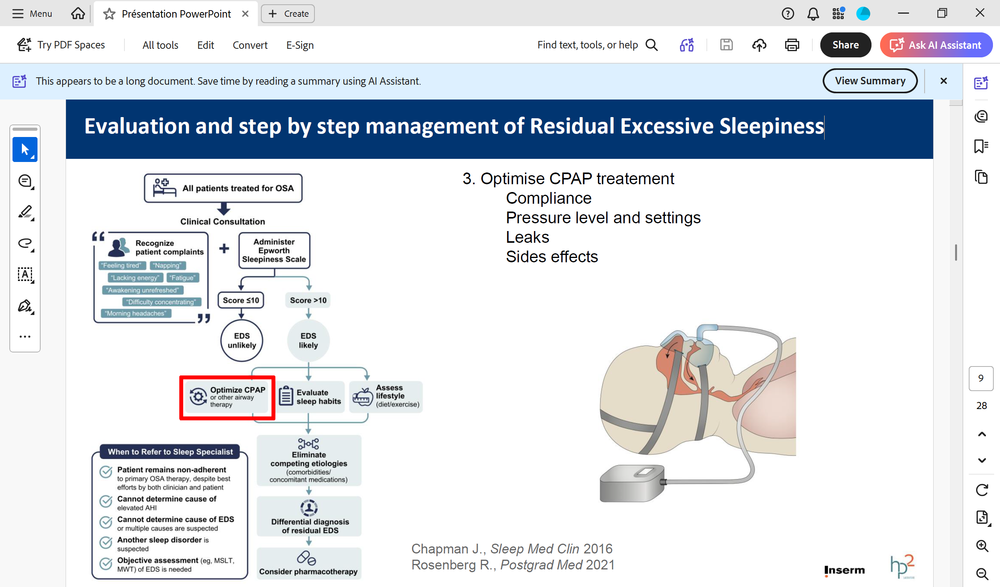 Menu
Présentation PowerPoint
Create
Try PDF Spaces
All tools
Edit
Convert
E-Sign
Find text, tools, or help
Share
Ask AI Assistant
This appears to be a long document. Save time by reading a summary using AI Assistant.
View Summary
Evaluation and step by step management of Residual Excessive Sleepiness
All patients treated for OSA
Clinical Consultation
“
Recognize
patient complaints
“Feeling tired”
“Napping”
“Lacking energy”
“Fatigue”
“Awakening unrefreshed”
“Difficulty concentrating”
“Morning headaches”
”
+
Administer
Epworth
Sleepiness Scale
Score ≤10
Score >10
EDS
unlikely
EDS
likely
Optimize CPAP
or other airway
therapy
Evaluate
sleep habits
Assess
lifestyle
(diet/exercise)
Eliminate
competing etiologies
(comorbidities/
concomitant medications)
Differential diagnosis
of residual EDS
Consider pharmacotherapy
When to Refer to Sleep Specialist
Patient remains non-adherent
to primary OSA therapy, despite best
efforts by both clinician and patient
Cannot determine cause of
elevated AHI
Cannot determine cause of EDS
or multiple causes are suspected
Another sleep disorder is
suspected
Objective assessment (eg, MSLT,
MWT) of EDS is needed
3. Optimise CPAP treatement
Compliance
Pressure level and settings
Leaks
Sides effects
Chapman J., Sleep Med Clin 2016
Rosenberg R., Postgrad Med 2021
Inserm
hp2
9
28